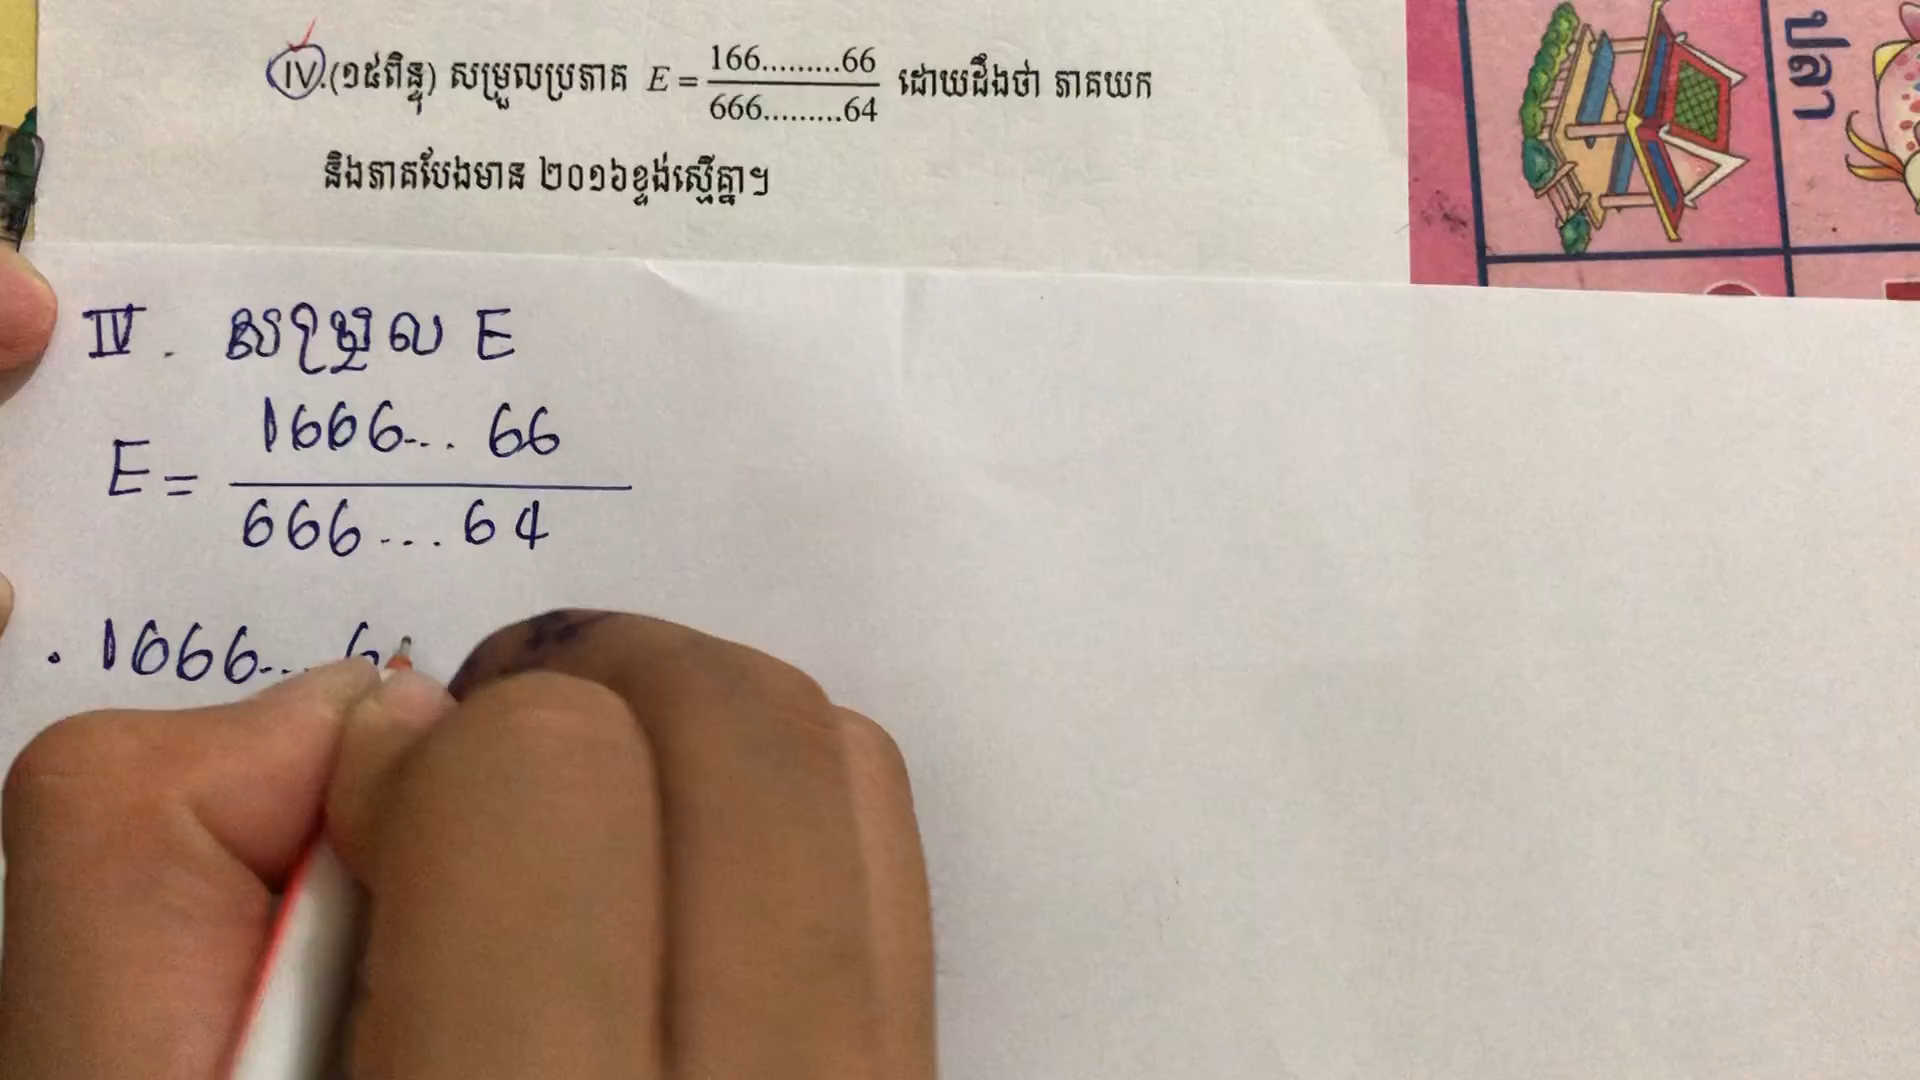 IV.(១៥ពិន្ទុ) សម្រួលប្រភាគ E = 166.........66 / 666.........64 ដោយដឹងថា ភាគយក
និងភាគបែងមាន ២០១៦ខ្ទង់ស្មើគ្នា។
ปลา
IV. សម្រួល E
E = 1666... 66 / 666...64
. 1666... 6